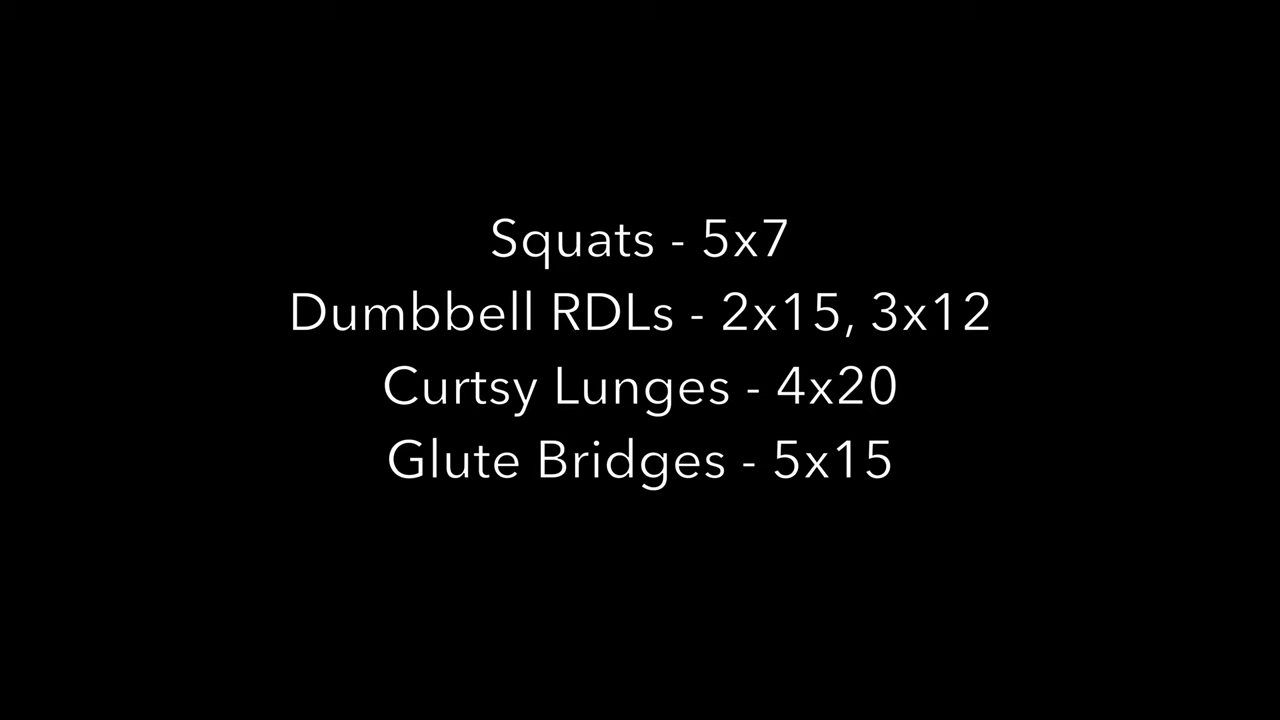 Squats - 5x7
Dumbbell RDLs - 2x15, 3x12
Curtsy Lunges - 4x20
Glute Bridges - 5x15